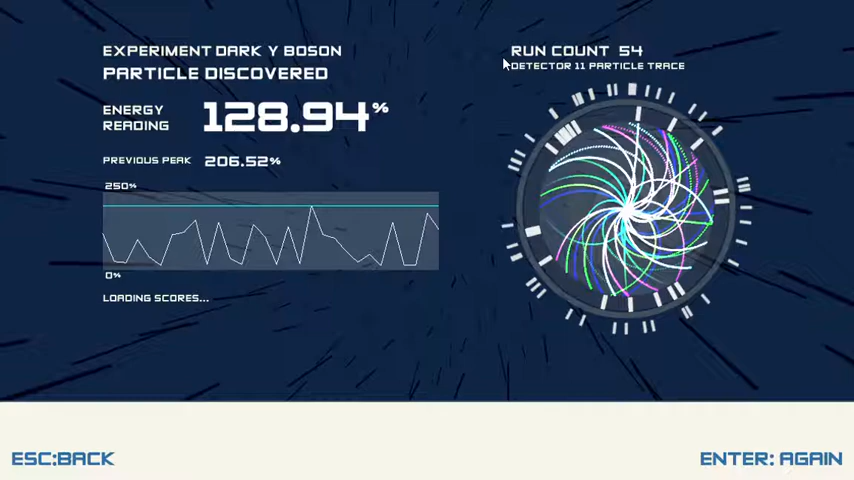 EXPERIMENT DARK Y BOSON
PARTICLE DISCOVERED
ENERGY READING 128.94%
PREVIOUS PEAK 206.52%
250%
0%
LOADING SCORES...
RUN COUNT 54
DETECTOR 11 PARTICLE TRACE
ESC:BACK
ENTER: AGAIN